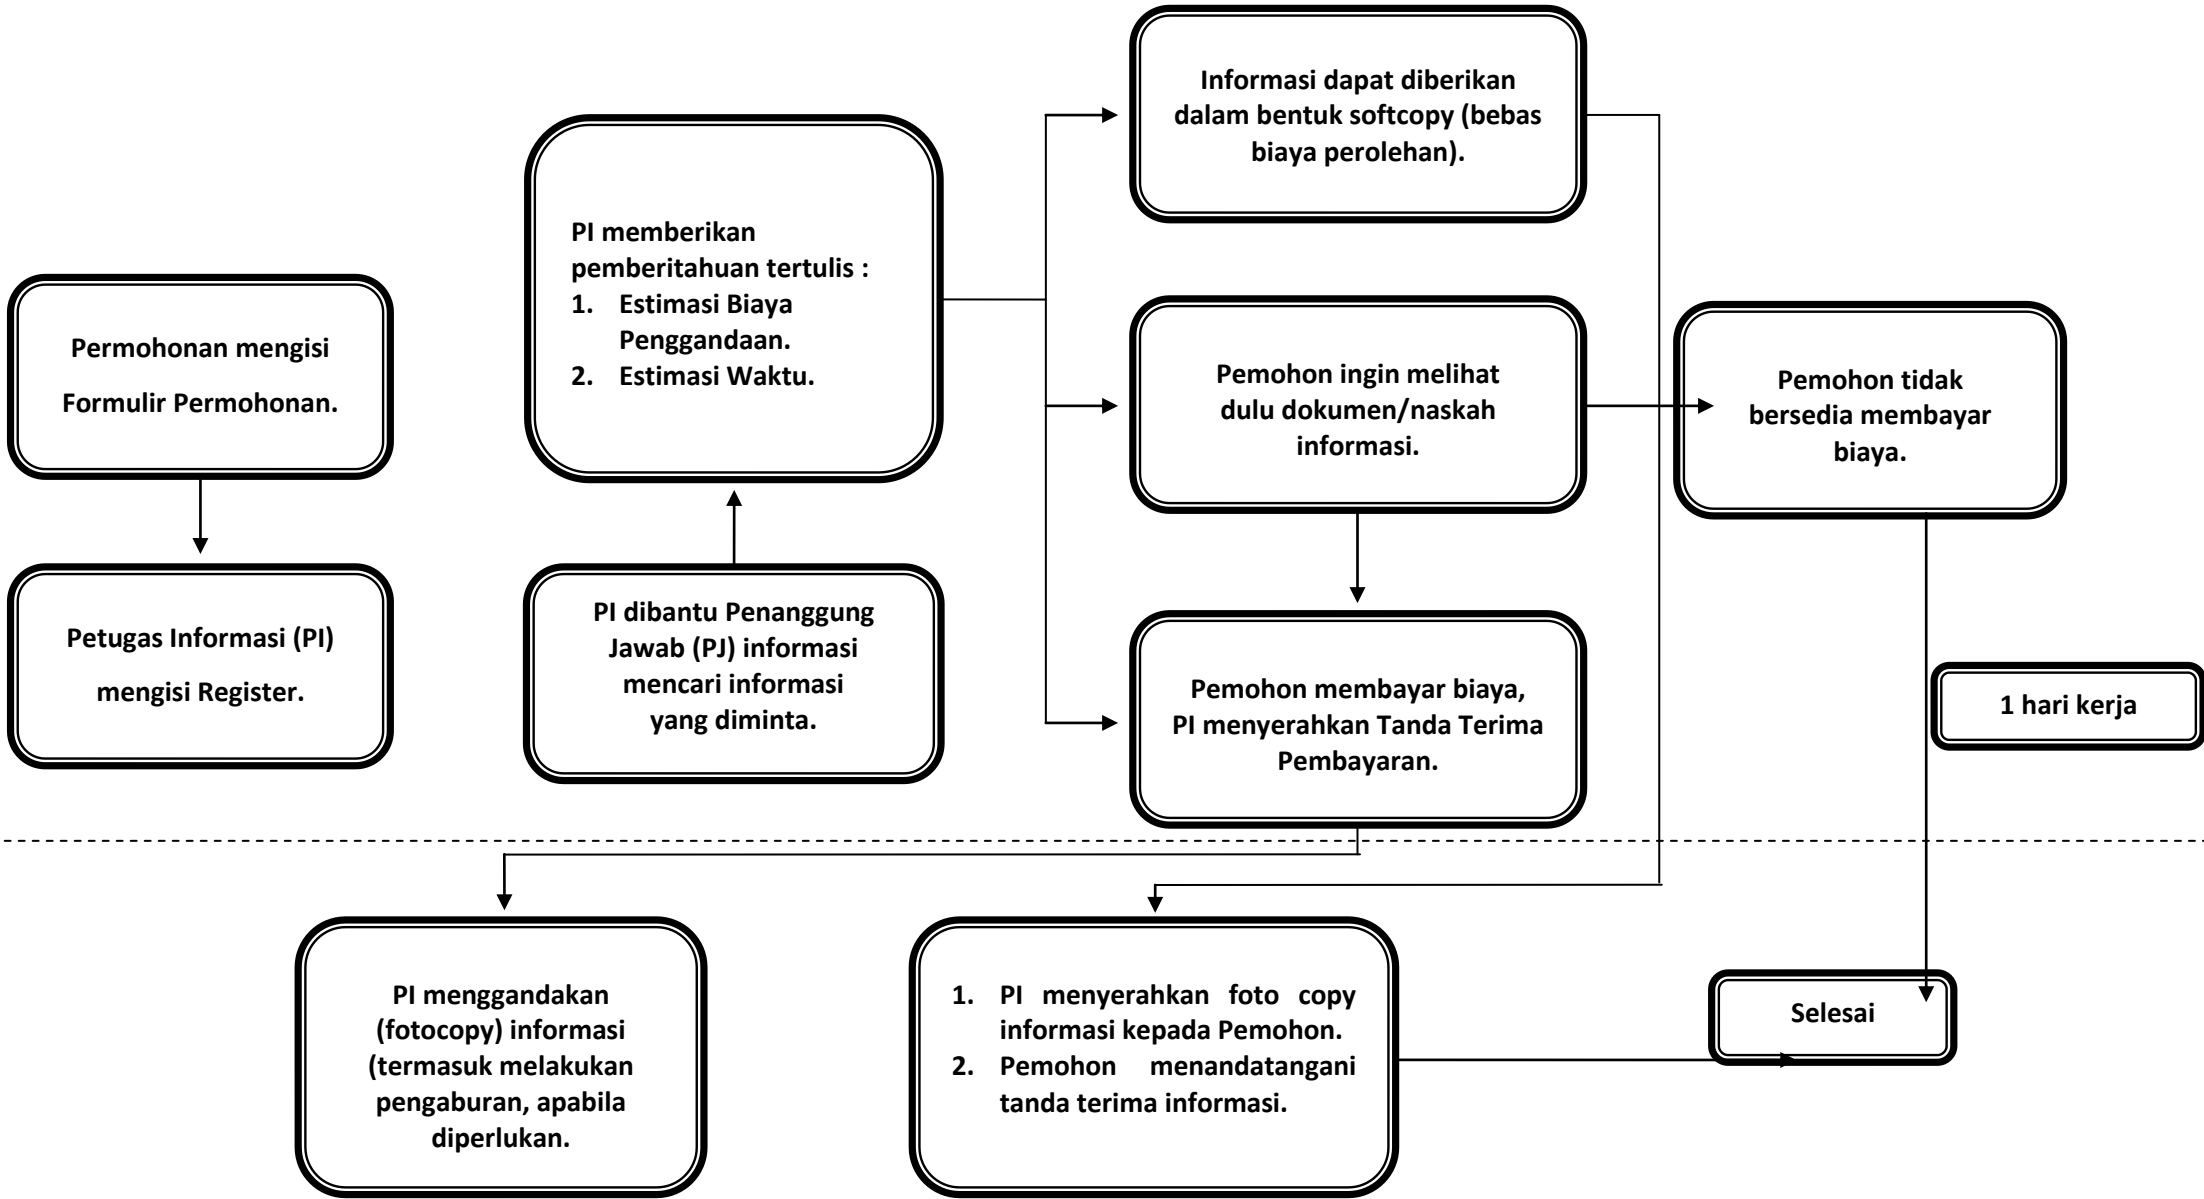 Permohonan mengisi
Formulir Permohonan.
Petugas Informasi (PI)
mengisi Register.
PI dibantu Penanggung
Jawab (PJ) informasi
mencari informasi
yang diminta.
PI memberikan
pemberitahuan tertulis :
1. Estimasi Biaya
Penggandaan.
2. Estimasi Waktu.
Informasi dapat diberikan
dalam bentuk softcopy (bebas
biaya perolehan).
Pemohon ingin melihat
dulu dokumen/naskah
informasi.
Pemohon membayar biaya,
PI menyerahkan Tanda Terima
Pembayaran.
Pemohon tidak
bersedia membayar
biaya.
1 hari kerja
PI menggandakan
(fotocopy) informasi
(termasuk melakukan
pengaburan, apabila
diperlukan.
1. PI menyerahkan foto copy
informasi kepada Pemohon.
2. Pemohon menandatangani
tanda terima informasi.
Selesai